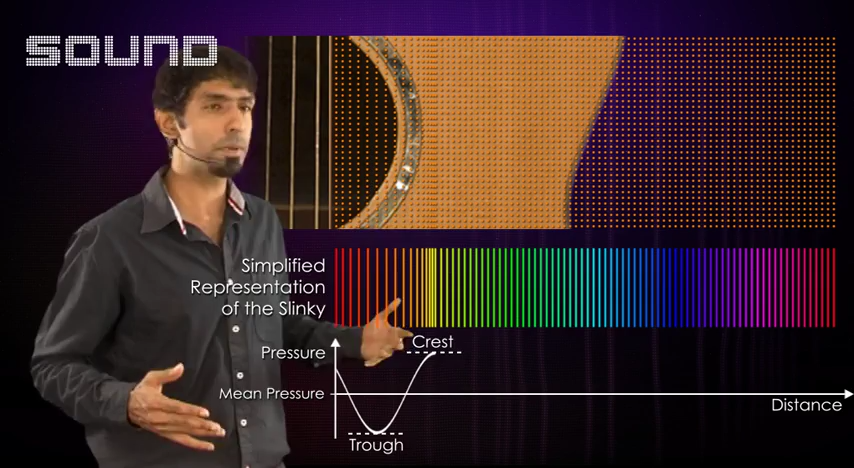 SOUND
Simplified
Representation
of the Slinky
Pressure
Crest
Mean Pressure
Distance
Trough